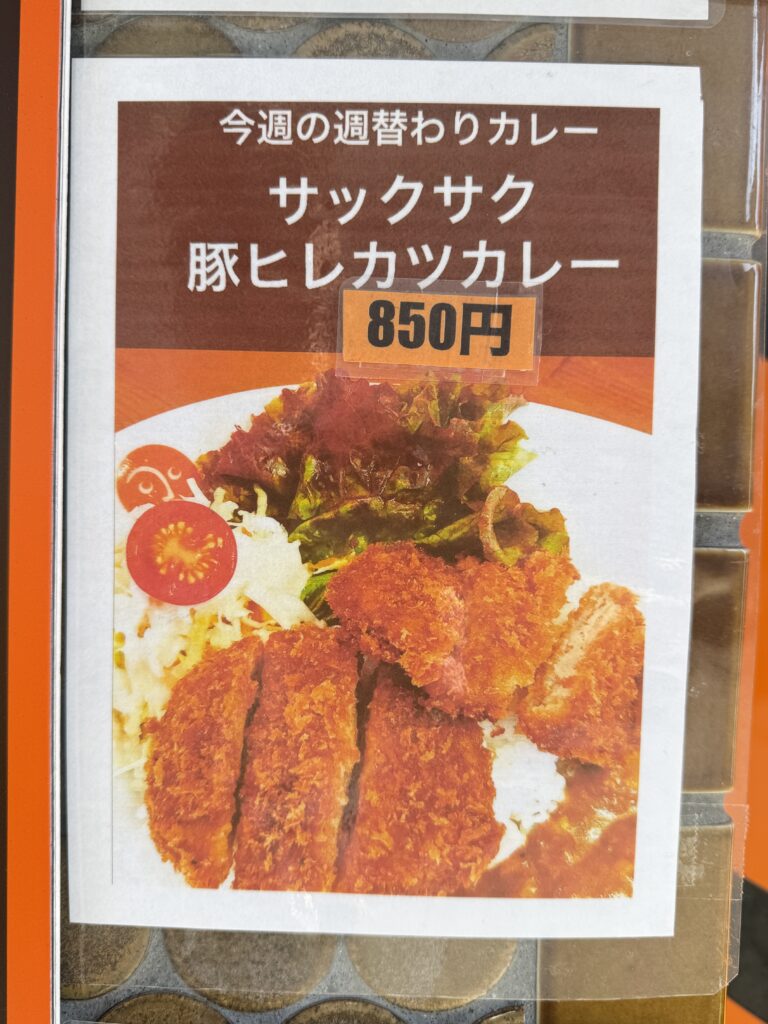 今週の週替わりカレー
サックサク
豚ヒレカツカレー
850円